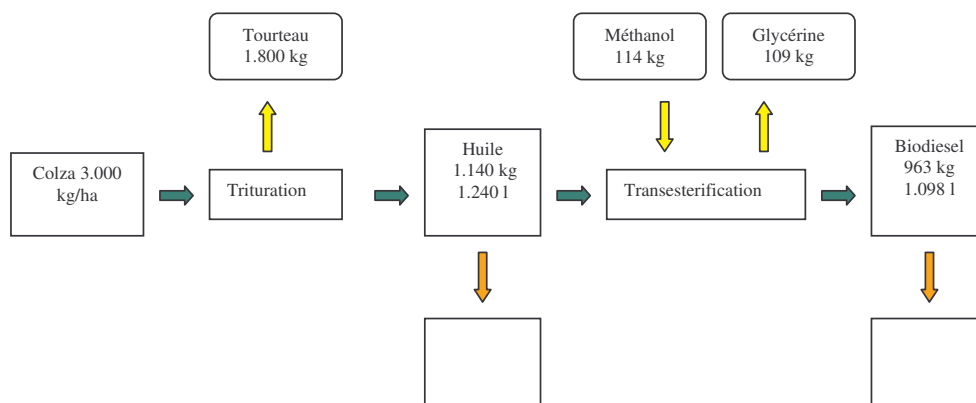 Tourteau
1.800 kg
Méthanol
114 kg
Glycérine
109 kg
Colza 3.000
kg/ha
Trituration
Huile
1.140 kg
1.240 l
Transesterification
Biodiesel
963 kg
1.098 l